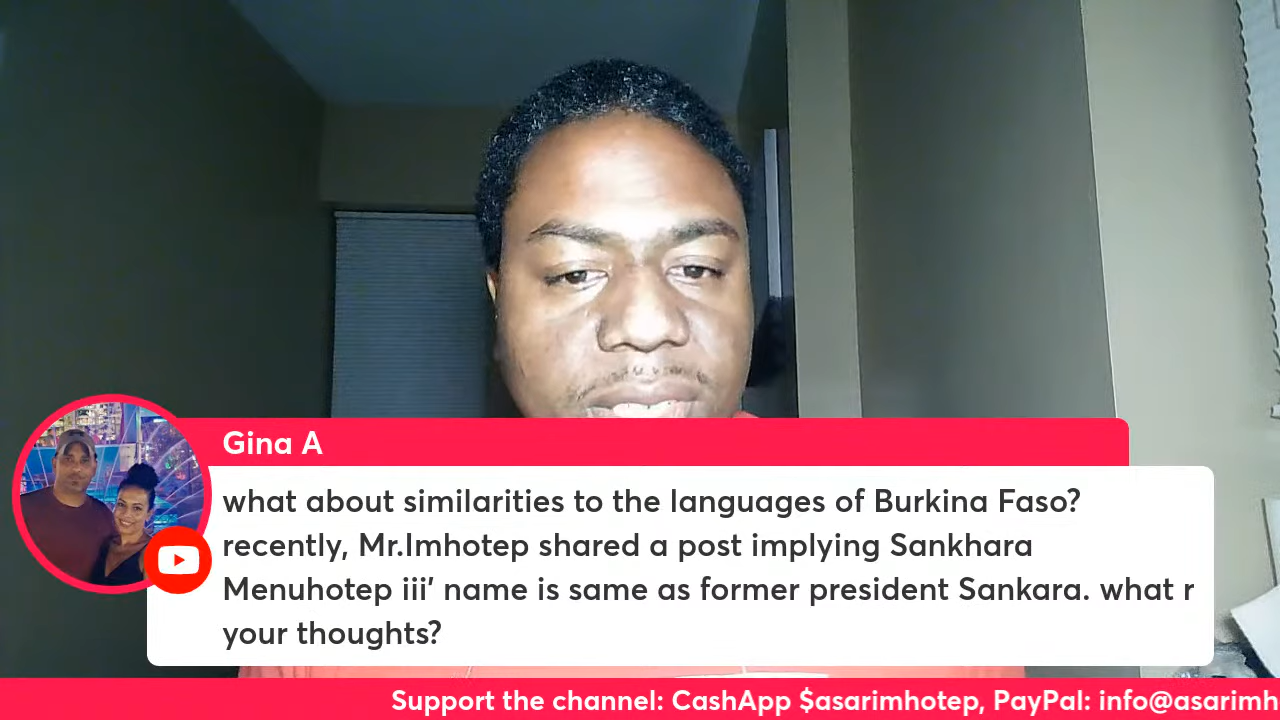 Gina A
what about similarities to the languages of Burkina Faso?
recently, Mr.Imhotep shared a post implying Sankhara
Menuhotep iii' name is same as former president Sankara. what r
your thoughts?
Support the channel: CashApp $asarimhotep, PayPal: info@asarimh